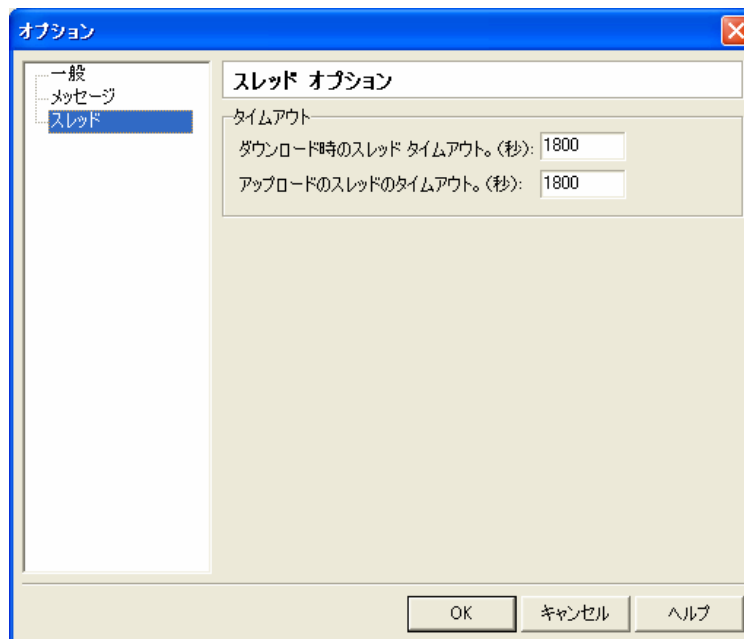 オプション
一般
メッセージ
スレッド
スレッド オプション
タイムアウト
ダウンロード時のスレッド タイムアウト。(秒): 1800
アップロードのスレッドのタイムアウト。(秒): 1800
OK キャンセル ヘルプ